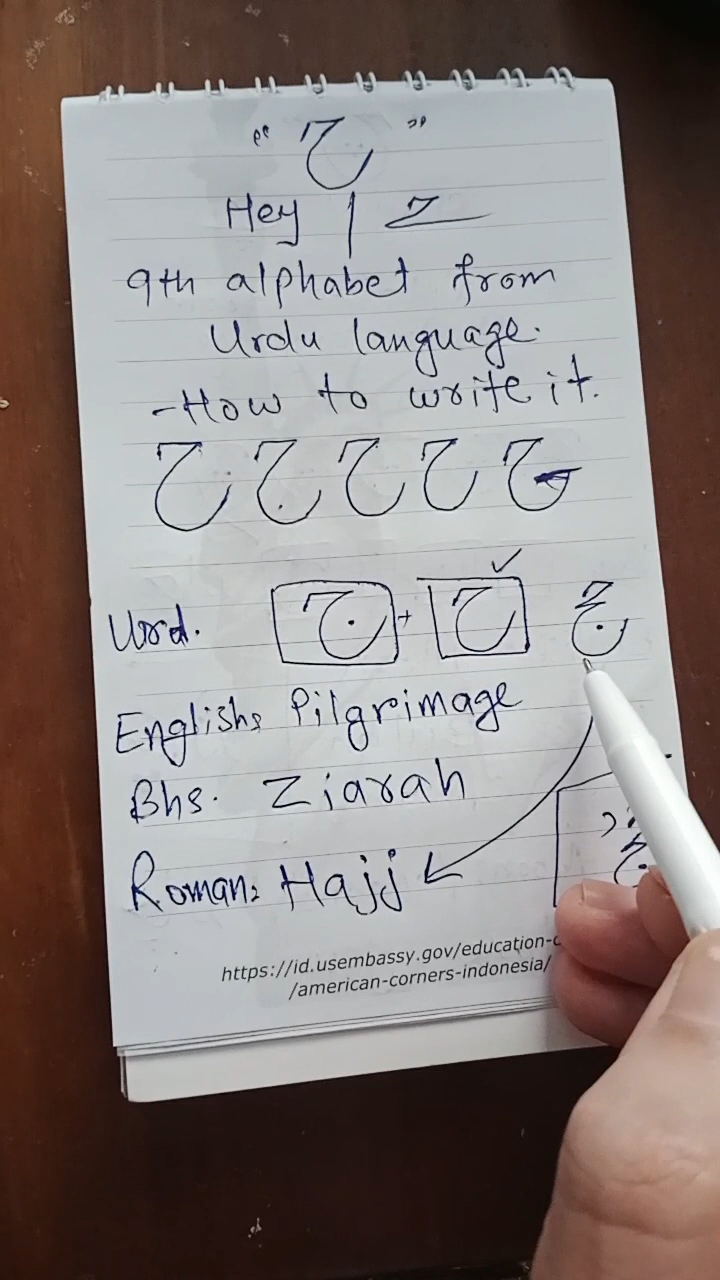 “ ح ”
Hey | ح
9th alphabet from
Urdu language.
-How to write it.
ح ح ح ح ح
Urd. ج + ح حج
English: Pilgrimage
Bhs. Ziarah
Roman: Hajj
https://id.usembassy.gov/education-
/american-corners-indonesia/